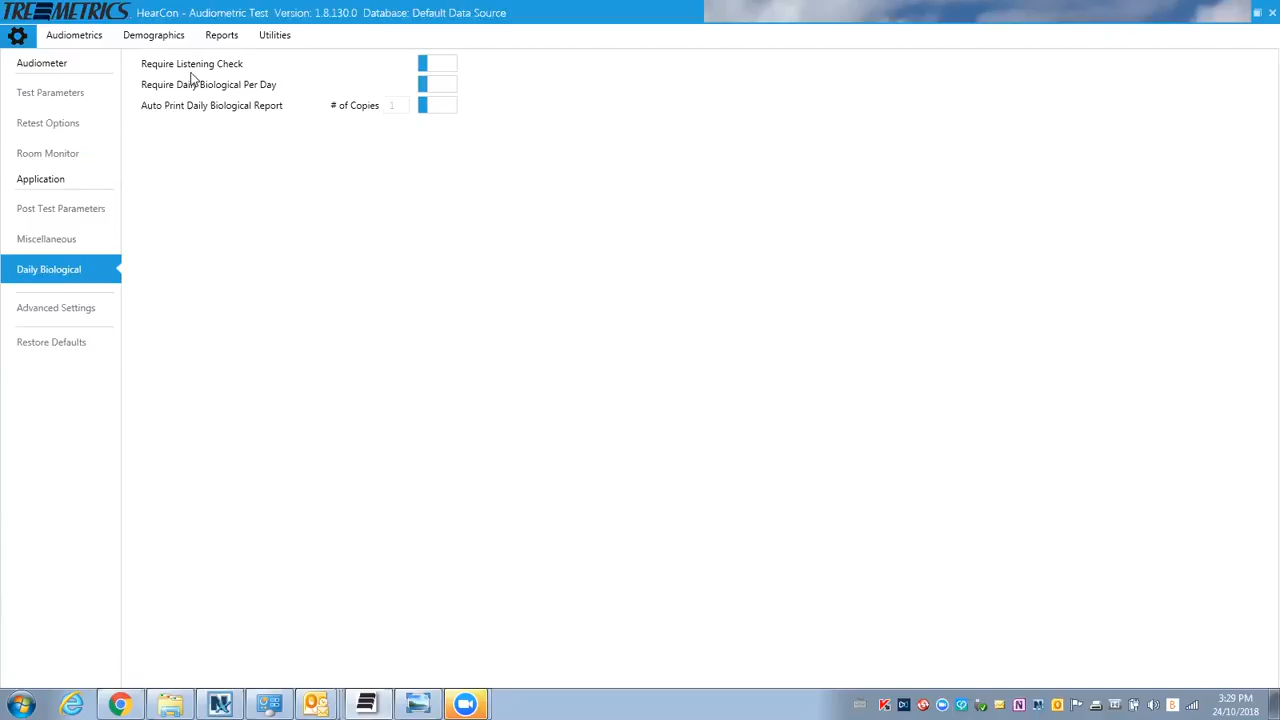 TREMETRICS HearCon - Audiometric Test Version: 1.8.130.0 Database: Default Data Source
Audiometrics Demographics Reports Utilities
Audiometer
Test Parameters
Retest Options
Room Monitor
Application
Post Test Parameters
Miscellaneous
Daily Biological
Advanced Settings
Restore Defaults
Require Listening Check
Require Daily Biological Per Day
Auto Print Daily Biological Report # of Copies 1
3:29 PM
24/10/2018